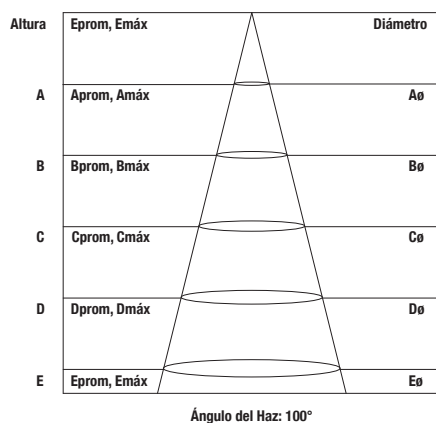 Altura Eprom, Emáx Diámetro
A Aprom, Amáx Aø
B Bprom, Bmáx Bø
C Cprom, Cmáx Cø
D Dprom, Dmáx Dø
E Eprom, Emáx Eø
Ángulo del Haz: 100°